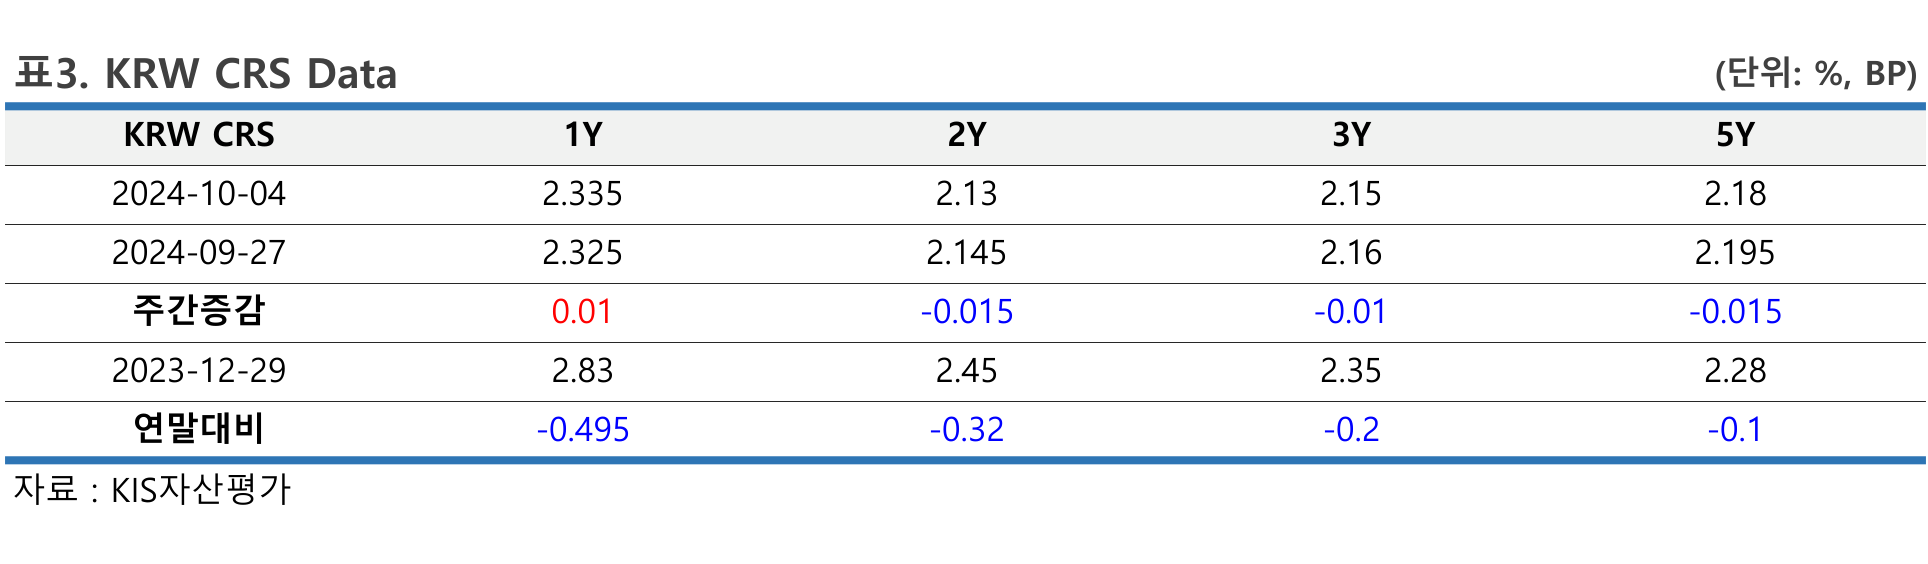 표3. KRW CRS Data (단위: %, BP)
KRW CRS 1Y 2Y 3Y 5Y
2024-10-04 2.335 2.13 2.15 2.18
2024-09-27 2.325 2.145 2.16 2.195
주간증감 0.01 -0.015 -0.01 -0.015
2023-12-29 2.83 2.45 2.35 2.28
연말대비 -0.495 -0.32 -0.2 -0.1
자료 : KIS자산평가